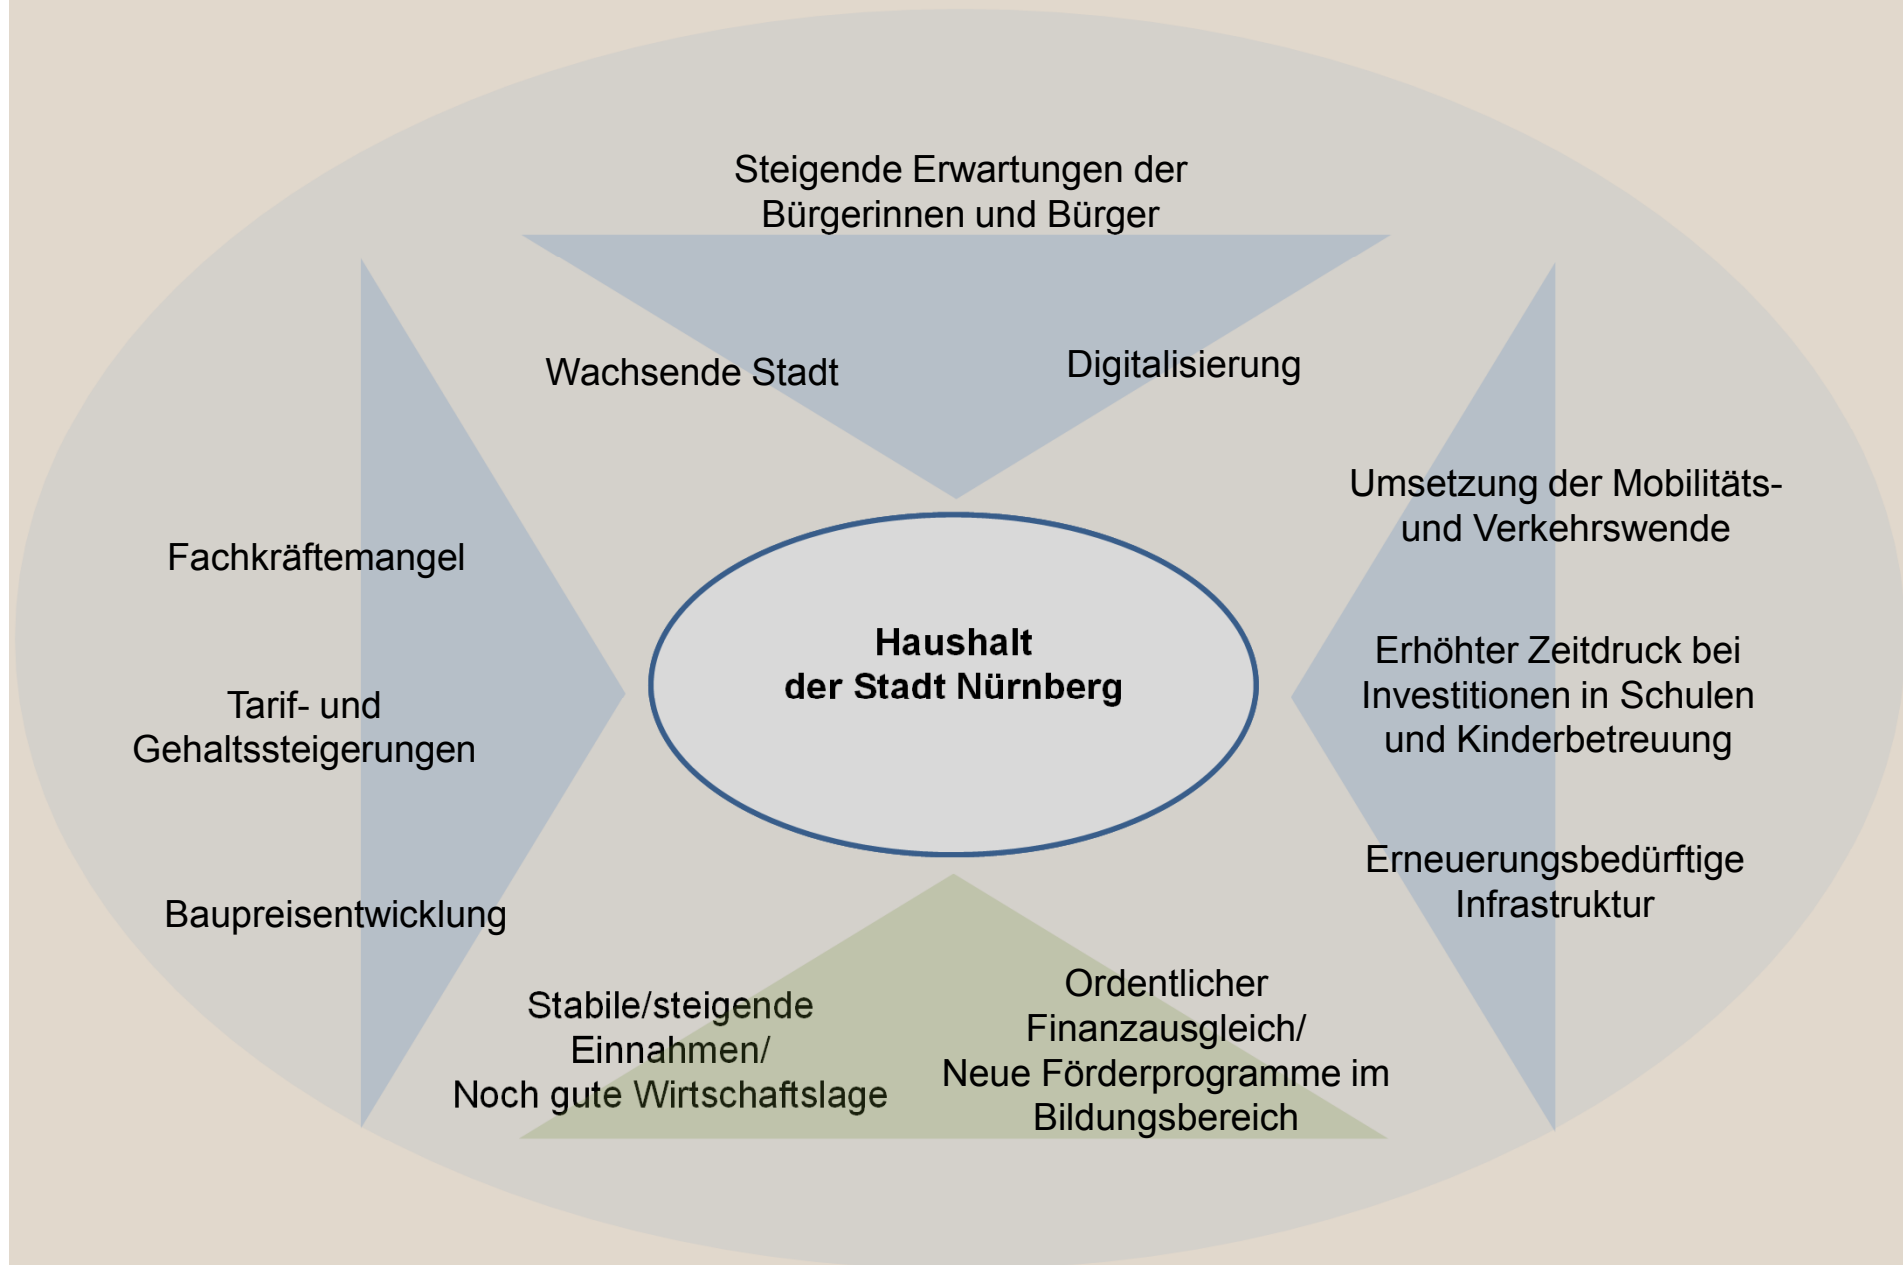 Steigende Erwartungen der
Bürgerinnen und Bürger
Wachsende Stadt
Digitalisierung
Fachkräftemangel
Tarif- und
Gehaltssteigerungen
Baupreisentwicklung
Haushalt
der Stadt Nürnberg
Umsetzung der Mobilitäts-
und Verkehrswende
Erhöhter Zeitdruck bei
Investitionen in Schulen
und Kinderbetreuung
Erneuerungsbedürftige
Infrastruktur
Stabile/steigende
Einnahmen/
Noch gute Wirtschaftslage
Ordentlicher
Finanzausgleich/
Neue Förderprogramme im
Bildungsbereich